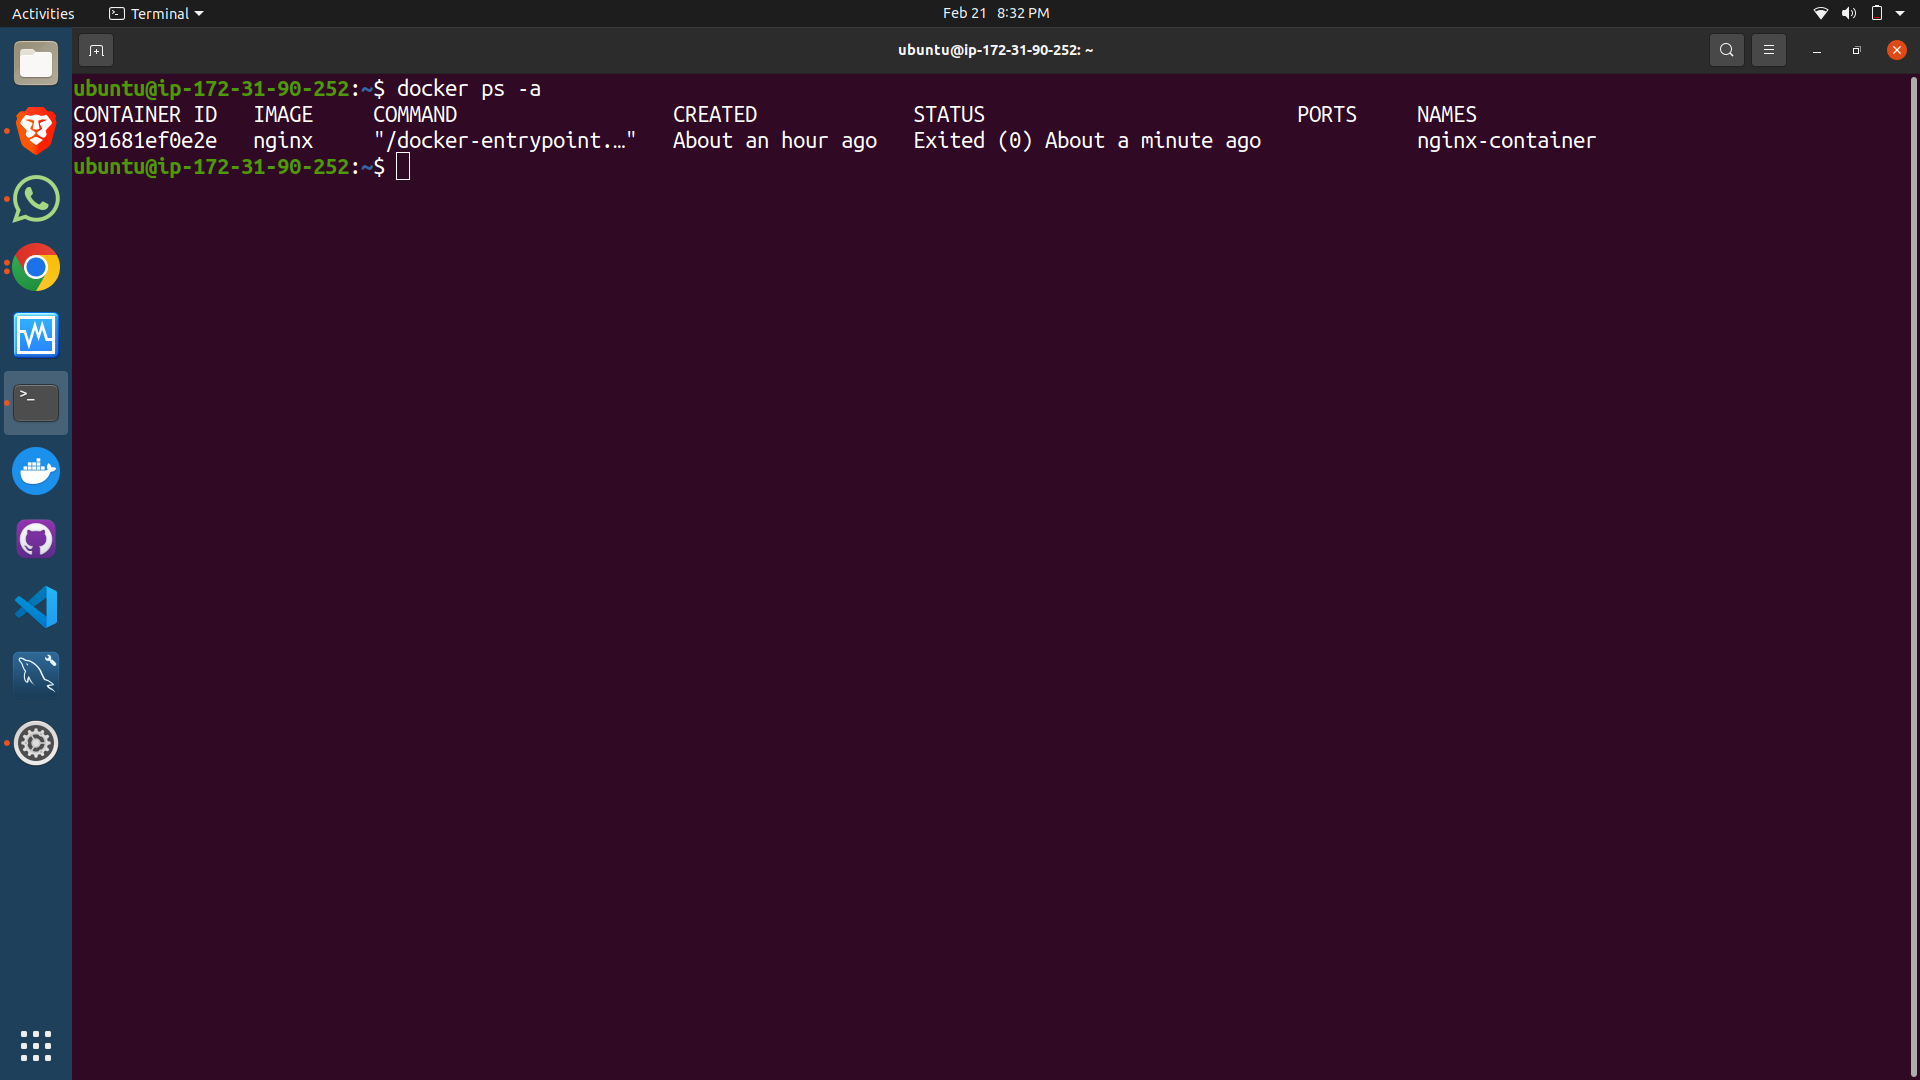 Activities Terminal Feb 21 8:32 PM
ubuntu@ip-172-31-90-252: ~
ubuntu@ip-172-31-90-252:~$ docker ps -a
CONTAINER ID IMAGE COMMAND CREATED STATUS PORTS NAMES
891681ef0e2e nginx "/docker-entrypoint.…" About an hour ago Exited (0) About a minute ago nginx-container
ubuntu@ip-172-31-90-252:~$